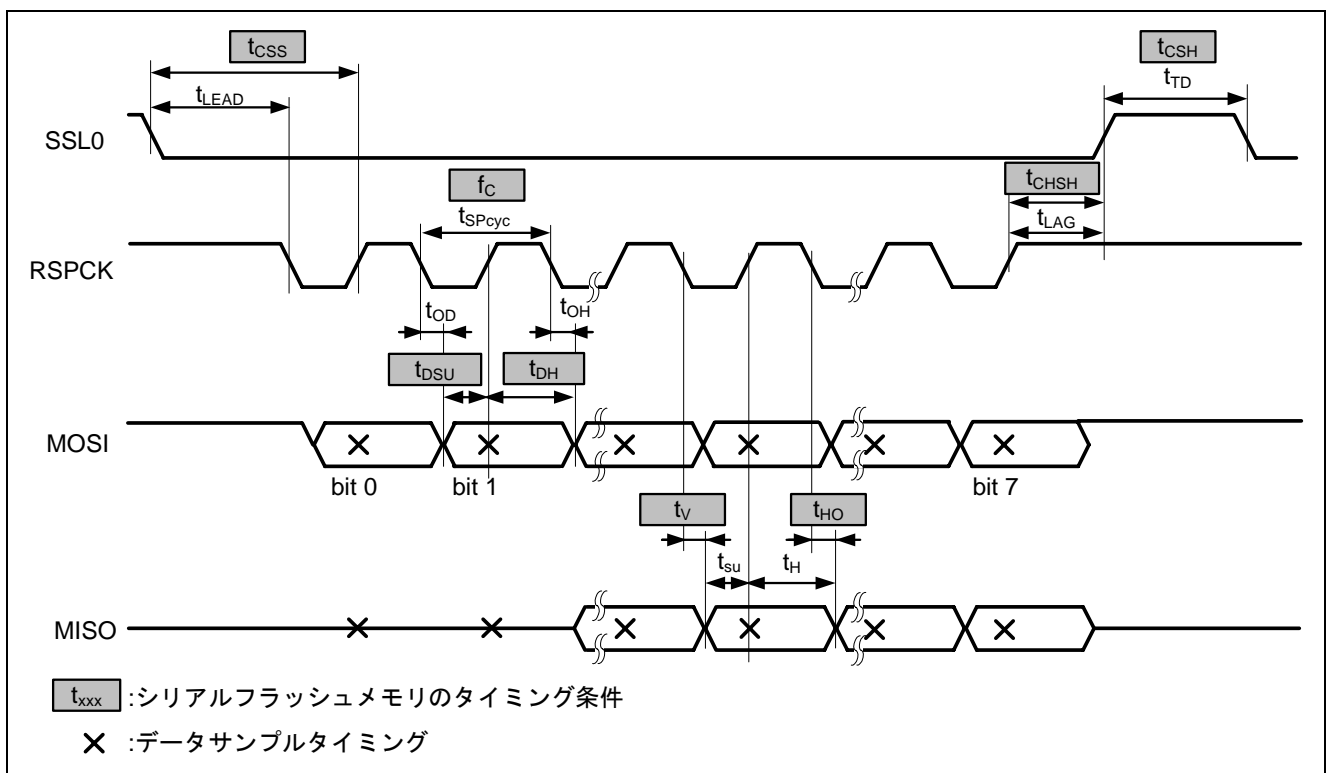 tCSS
tCSH
tLEAD
tTD
SSL0
fC
tCHSH
tSPcyc
tLAG
RSPCK
tOD
tOH
tDSU
tDH
MOSI
bit 0
bit 1
bit 7
tV
tHO
tsu
tH
MISO
txxx :シリアルフラッシュメモリのタイミング条件
× :データサンプルタイミング